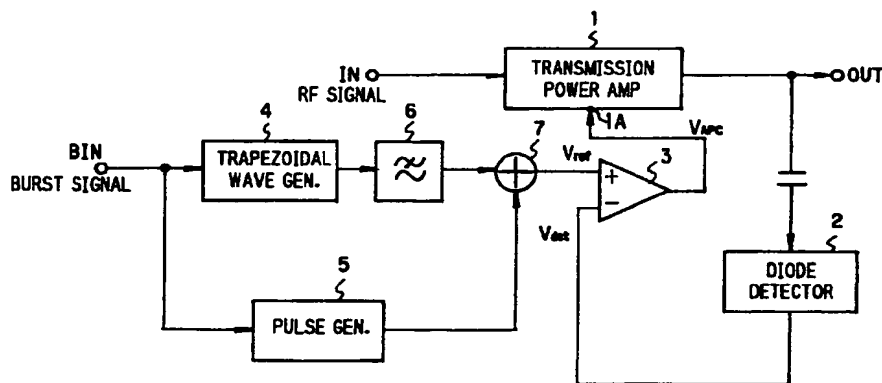 1
IN
RF SIGNAL
TRANSMISSION
POWER AMP
OUT
1A
V_APC
4
6
7
BIN
BURST SIGNAL
TRAPEZOIDAL
WAVE GEN.
Vref
3
+
−
Vdet
2
DIODE
DETECTOR
5
PULSE GEN.